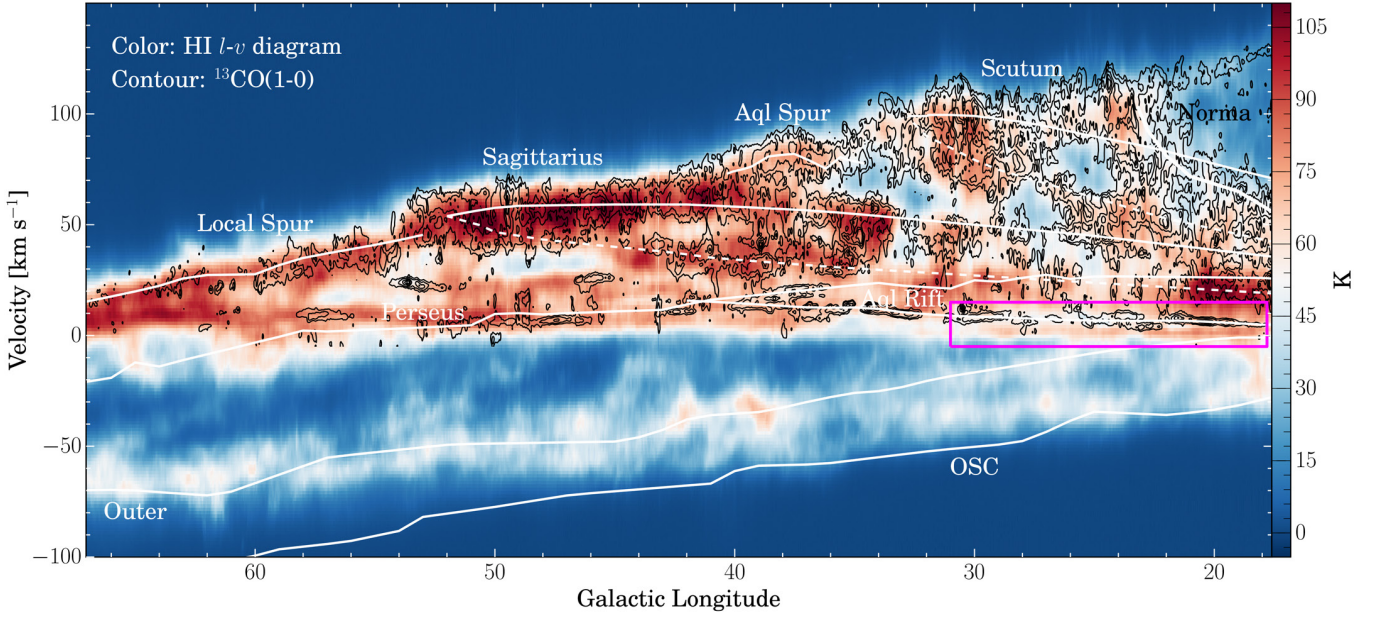 Color: HI l-v diagram
Contour: ¹³CO(1-0)
Scutum
Aql Spur
Norma
Sagittarius
Local Spur
Aql Rift
Perseus
OSC
Outer
Velocity [km s⁻¹]
100
50
0
−50
−100
60
50
40
30
20
Galactic Longitude
105
90
75
60
45
30
15
0
K